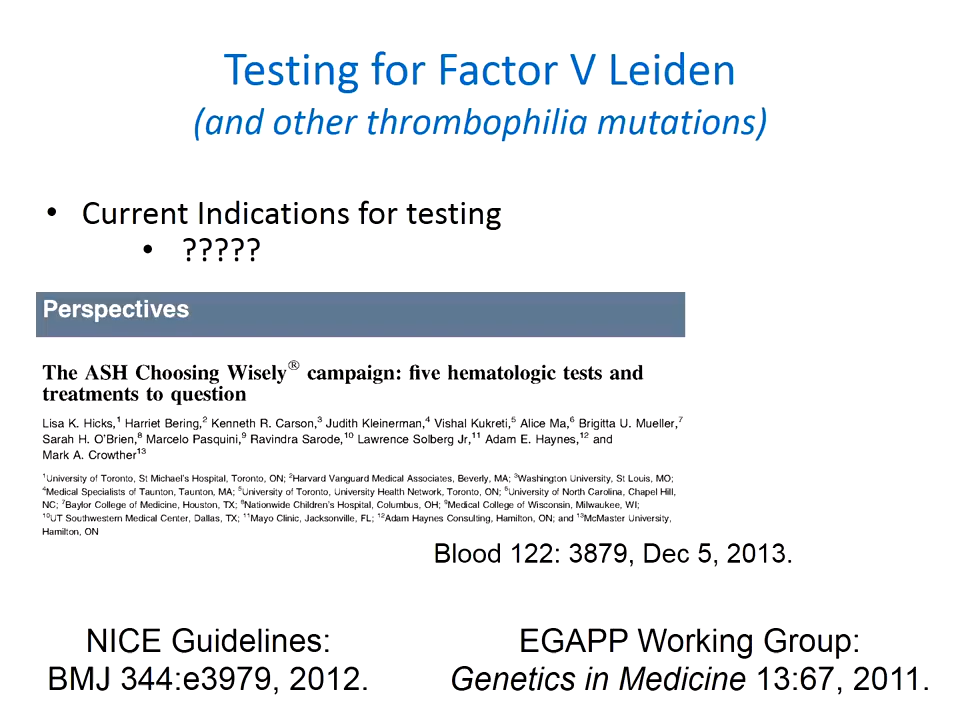 Testing for Factor V Leiden
(and other thrombophilia mutations)
• Current Indications for testing
• ?????
Perspectives
The ASH Choosing Wisely® campaign: five hematologic tests and
treatments to question
Lisa K. Hicks,1 Harriet Bering,2 Kenneth R. Carson,3 Judith Kleinerman,4 Vishal Kukreti,5 Alice Ma,6 Brigitta U. Mueller,7
Sarah H. O'Brien,8 Marcelo Pasquini,9 Ravindra Sarode,10 Lawrence Solberg Jr,11 Adam E. Haynes,12 and
Mark A. Crowther13
1University of Toronto, St Michael's Hospital, Toronto, ON; 2Harvard Vanguard Medical Associates, Beverly, MA; 3Washington University, St Louis, MO;
4Medical Specialists of Taunton, Taunton, MA; 5University of Toronto, University Health Network, Toronto, ON; 6University of North Carolina, Chapel Hill,
NC; 7Baylor College of Medicine, Houston, TX; 8Nationwide Children's Hospital, Columbus, OH; 9Medical College of Wisconsin, Milwaukee, WI;
10UT Southwestern Medical Center, Dallas, TX; 11Mayo Clinic, Jacksonville, FL; 12Adam Haynes Consulting, Hamilton, ON; and 13McMaster University,
Hamilton, ON
Blood 122: 3879, Dec 5, 2013.
NICE Guidelines:
BMJ 344:e3979, 2012.
EGAPP Working Group:
Genetics in Medicine 13:67, 2011.